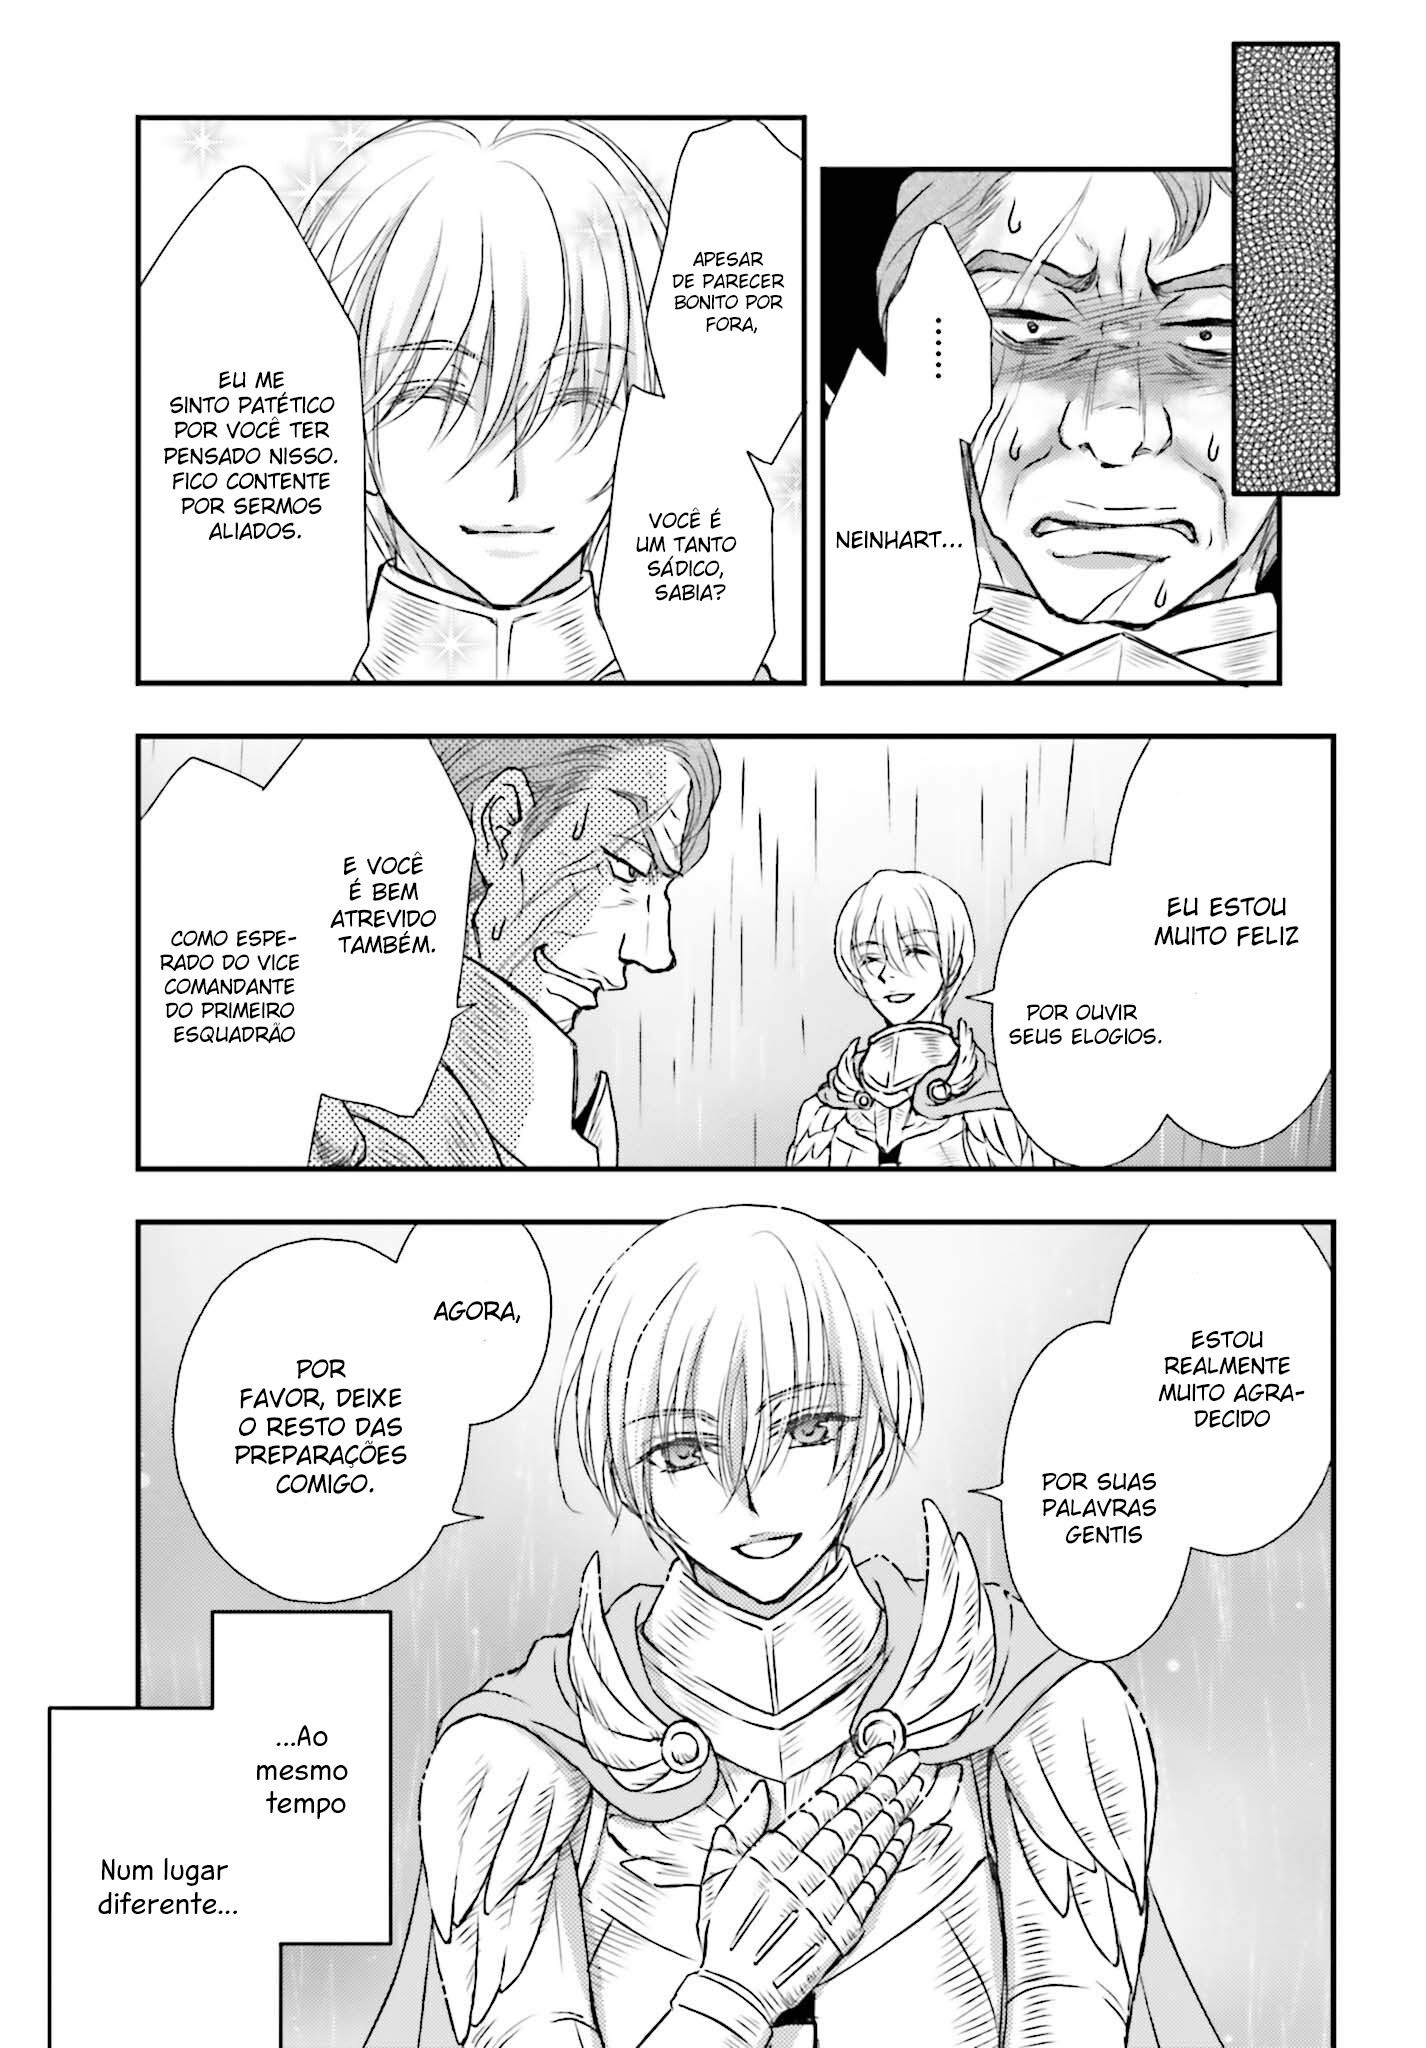 ......
NEINHART...
APESAR
DE PARECER
BONITO POR
FORA,
VOCÊ É
UM TANTO
SÁDICO,
SABIA?
EU ME
SINTO PATÉTICO
POR VOCÊ TER
PENSADO NISSO.
FICO CONTENTE
POR SERMOS
ALIADOS.
EU ESTOU
MUITO FELIZ
POR OUVIR
SEUS ELOGIOS.
E VOCÊ
É BEM
ATREVIDO
TAMBÉM.
COMO ESPE-
RADO DO VICE
COMANDANTE
DO PRIMEIRO
ESQUADRÃO
ESTOU
REALMENTE
MUITO AGRA-
DECIDO
POR SUAS
PALAVRAS
GENTIS
AGORA,
POR
FAVOR, DEIXE
O RESTO DAS
PREPARAÇÕES
COMIGO.
...Ao
mesmo
tempo
Num lugar
diferente...